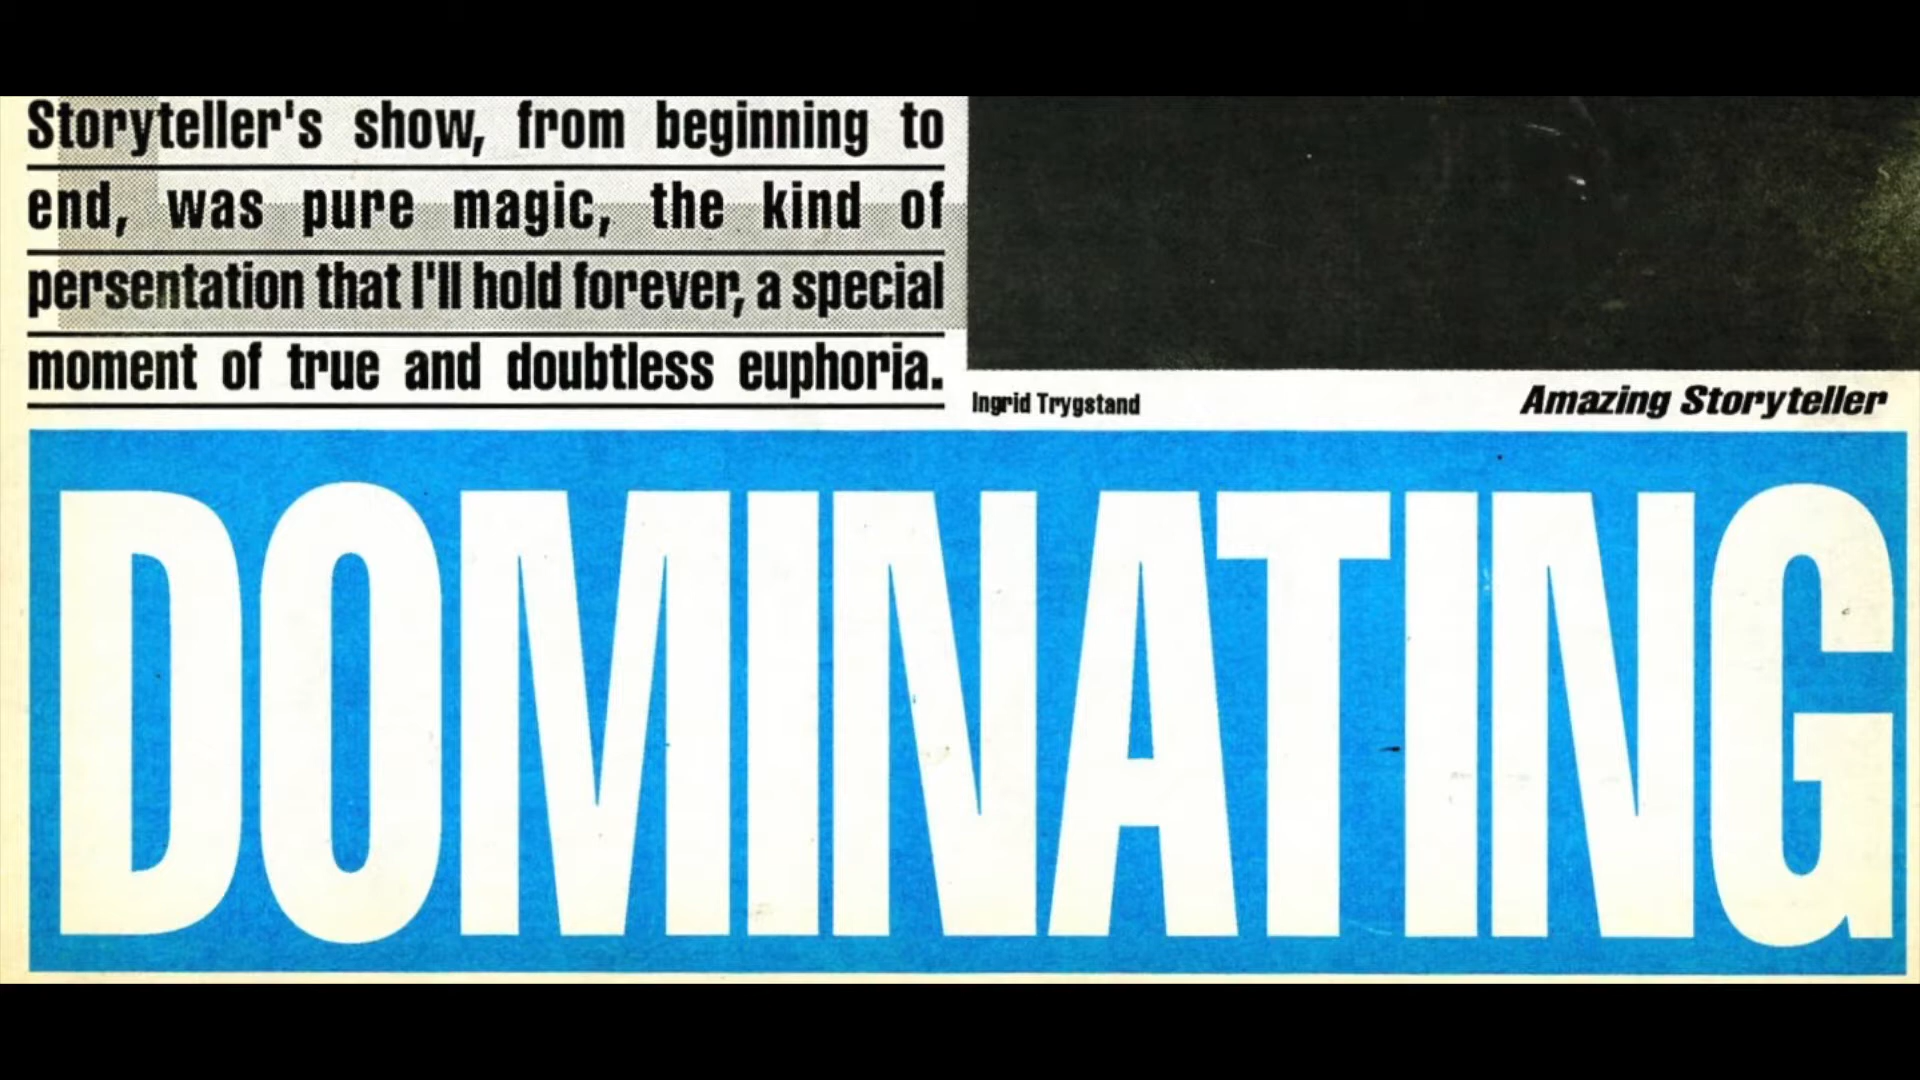 Storyteller's show, from beginning to
end, was pure magic, the kind of
persentation that I'll hold forever, a special
moment of true and doubtless euphoria.
Ingrid Trygstand
Amazing Storyteller
DOMINATING